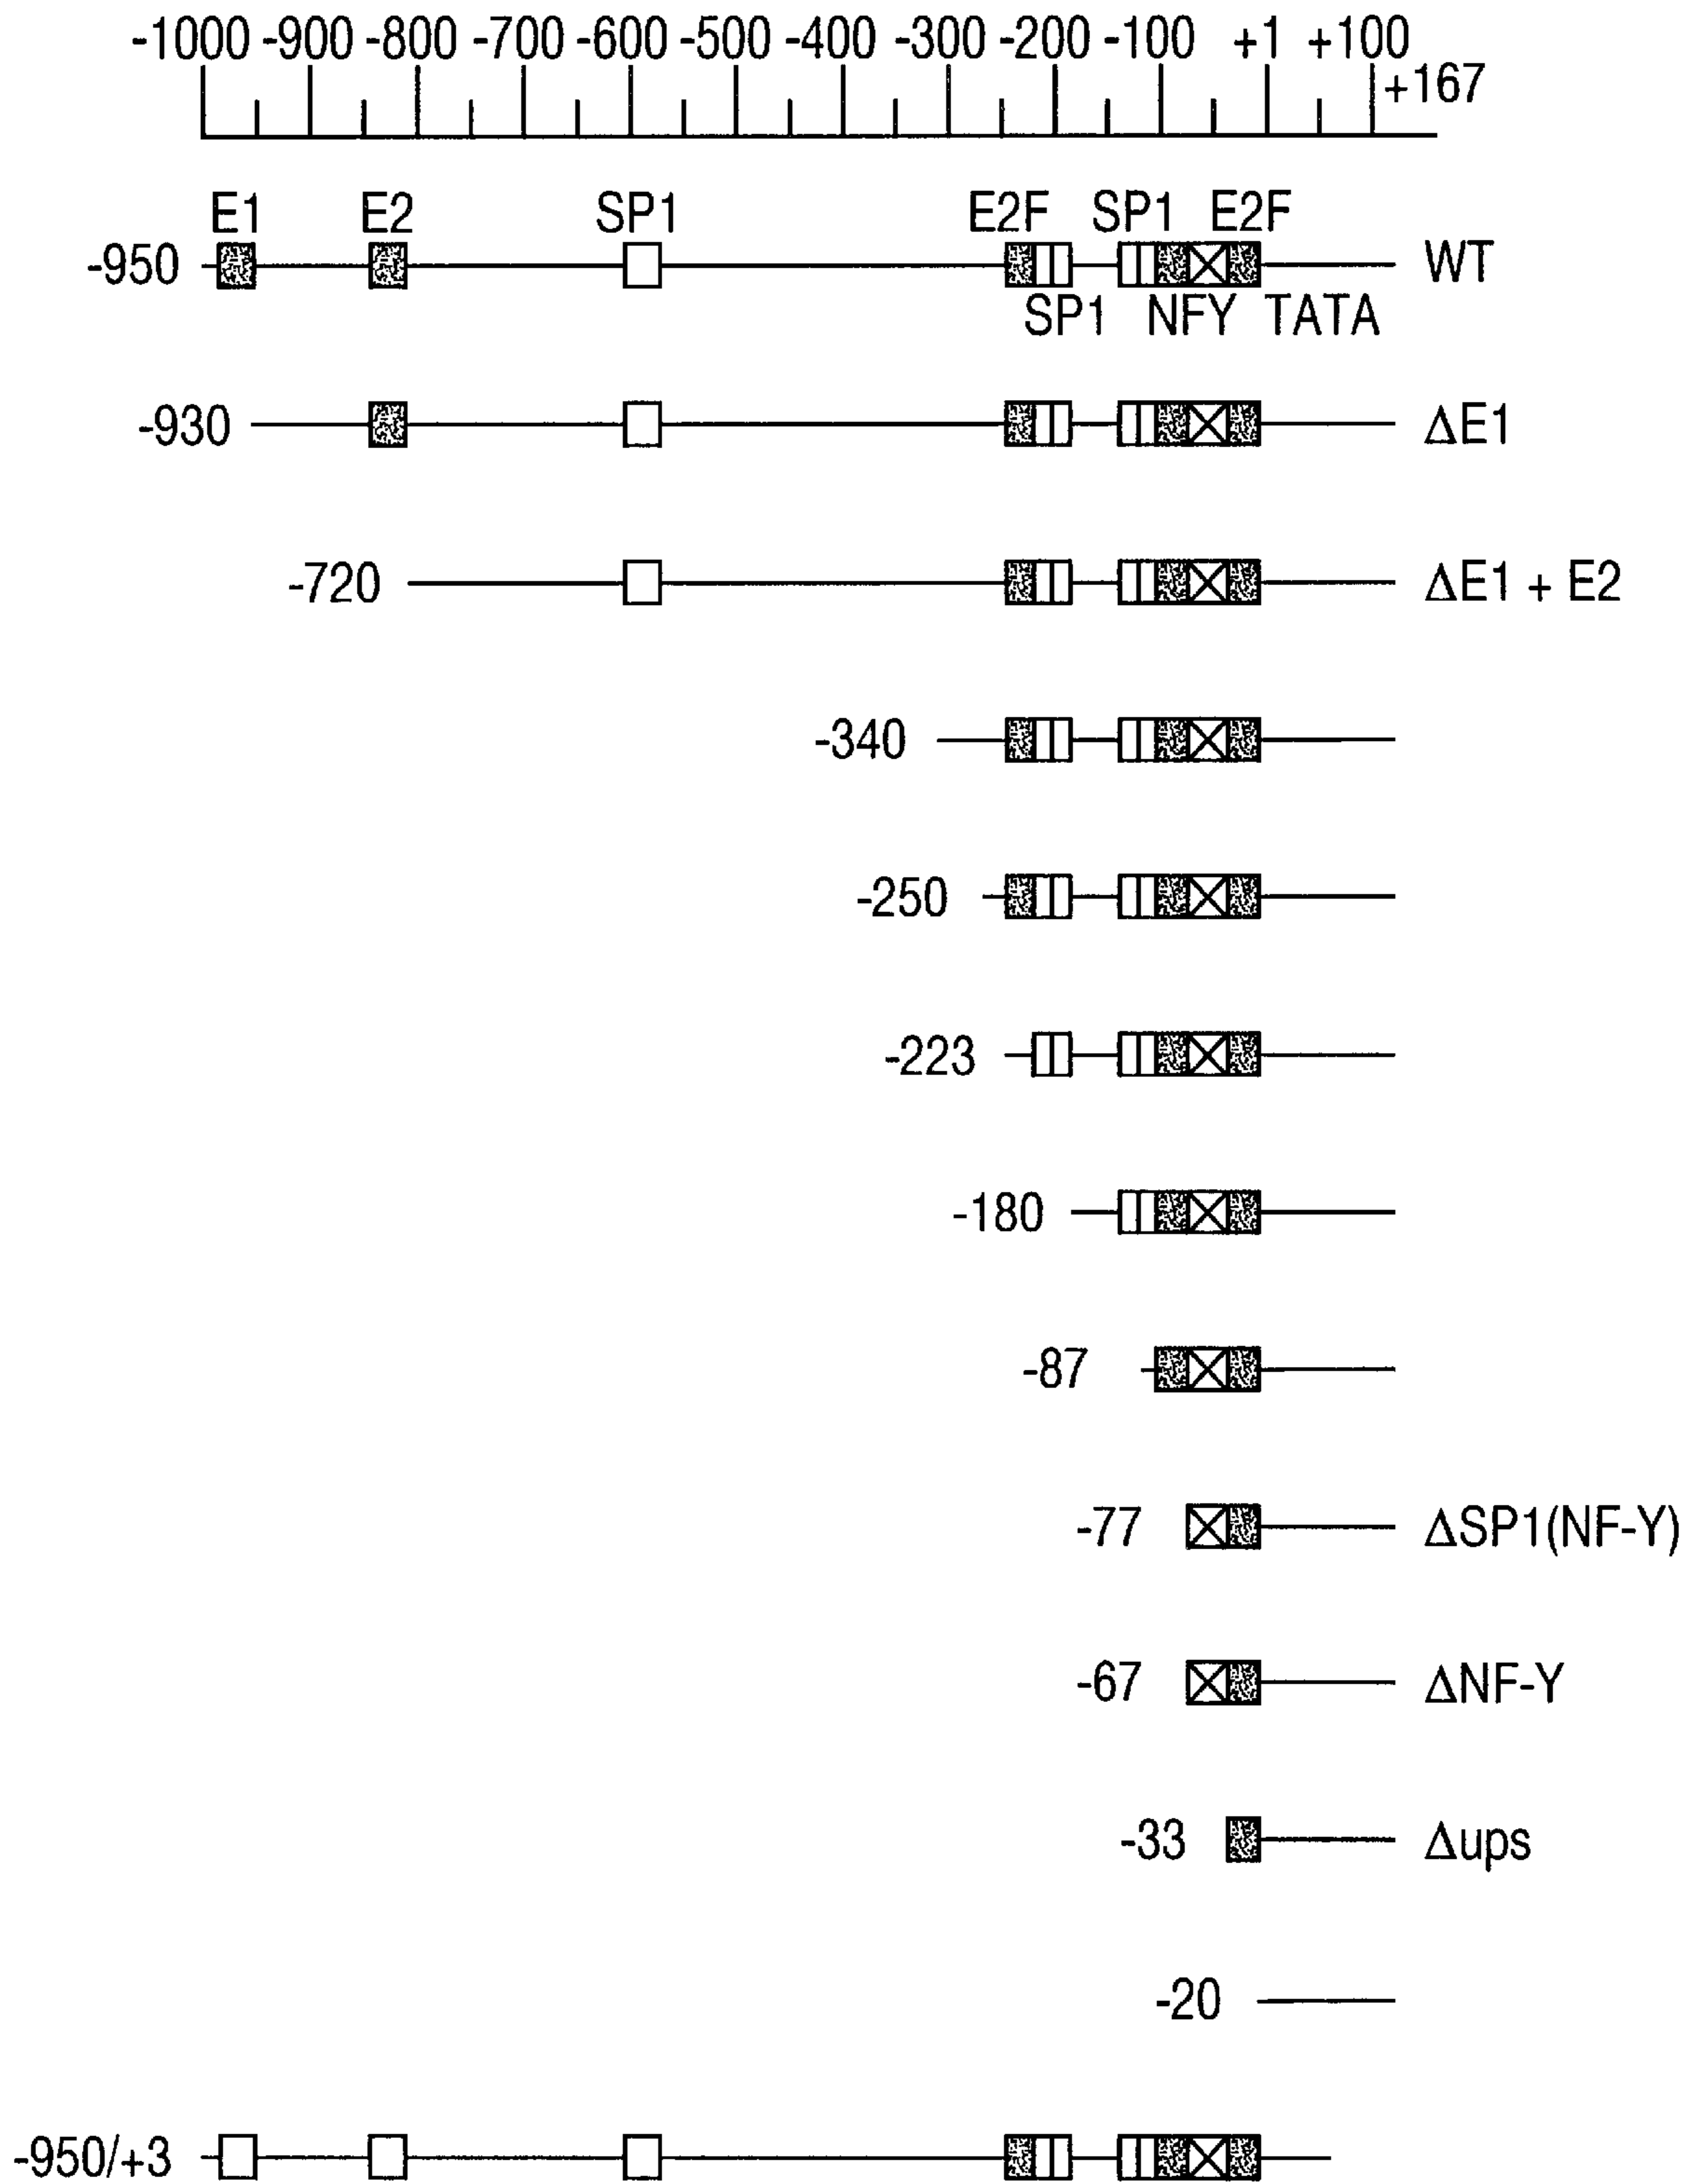 -1000 -900 -800 -700 -600 -500 -400 -300 -200 -100 +1 +100
+167
E1 E2 SP1 E2F SP1 E2F
-950 WT
SP1 NFY TATA
-930 ΔE1
-720 ΔE1 + E2
-340
-250
-223
-180
-87
-77 ΔSP1(NF-Y)
-67 ΔNF-Y
-33 Δups
-20
-950/+3